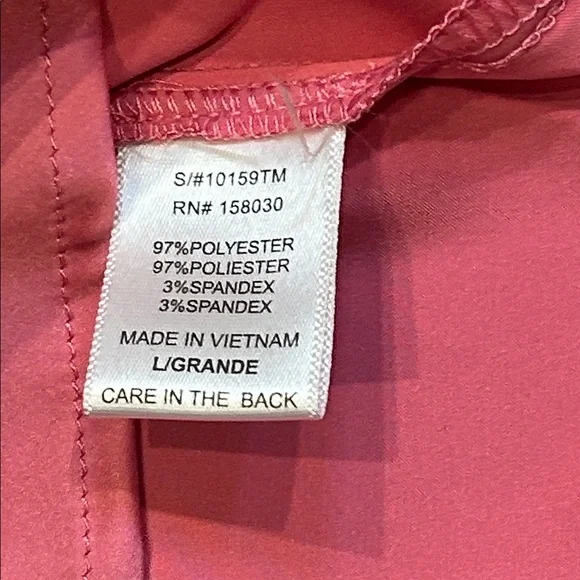 S/#10159TM
RN# 158030
97%POLYESTER
97%POLIESTER
3%SPANDEX
3%SPANDEX
MADE IN VIETNAM
L/GRANDE
CARE IN THE BACK